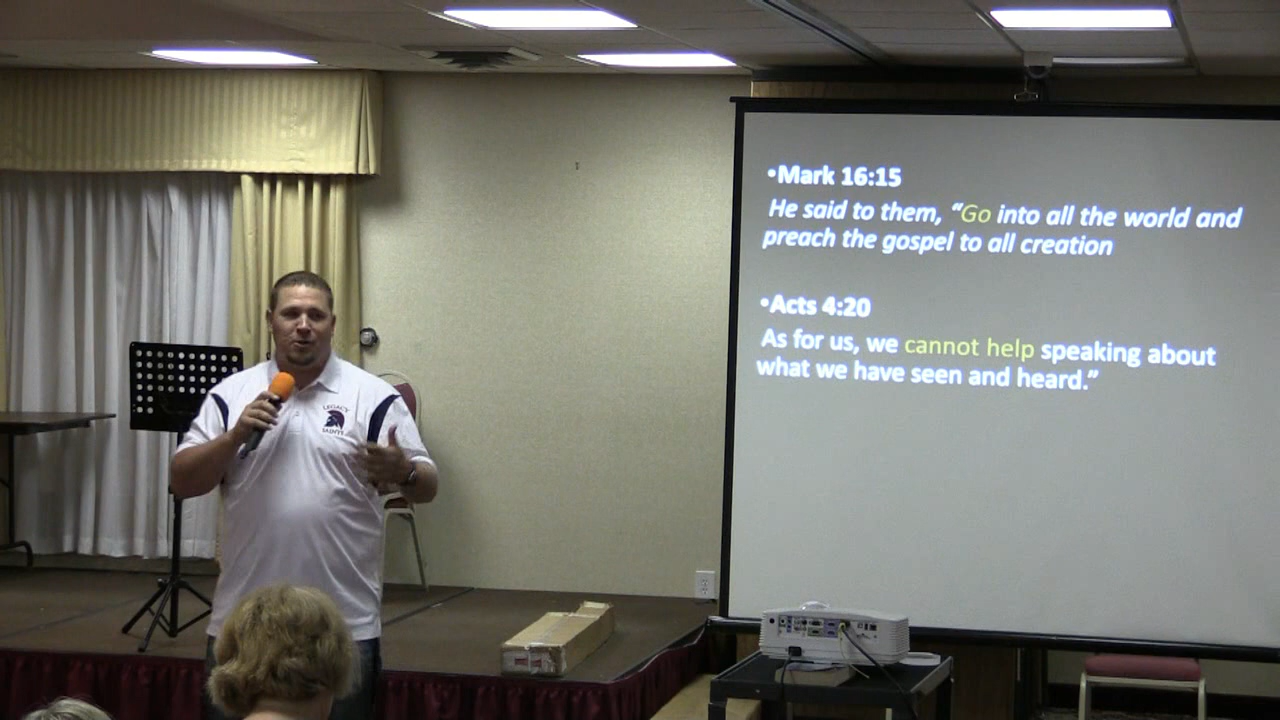 •Mark 16:15
He said to them, “Go into all the world and
preach the gospel to all creation
•Acts 4:20
As for us, we cannot help speaking about
what we have seen and heard.”
LEGACY
SAINTS